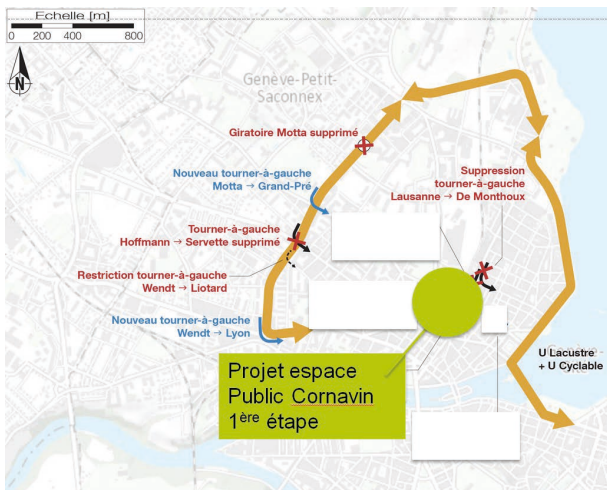 Echelle [m]
0 200 400 800
N
Genève-Petit-
Saconnex
Giratoire Motta supprimé
Nouveau tourner-à-gauche
Motta → Grand-Pré
Suppression
tourner-à-gauche
Lausanne → De Monthoux
Tourner-à-gauche
Hoffmann → Servette supprimé
Restriction tourner-à-gauche
Wendt → Liotard
Nouveau tourner-à-gauche
Wendt → Lyon
U Lacustre
+ U Cyclable
Projet espace
Public Cornavin
1ère étape